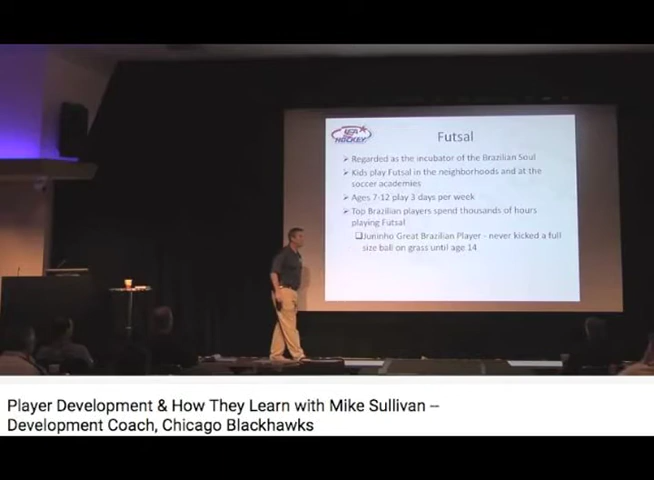 USA
HOCKEY
Futsal
➢ Regarded as the incubator of the Brazilian Soul
➢ Kids play Futsal in the neighborhoods and at the
soccer academies
➢ Ages 7-12 play 3 days per week
➢ Top Brazilian players spend thousands of hours
playing Futsal
❑Juninho Great Brazilian Player - never kicked a full
size ball on grass until age 14
Player Development & How They Learn with Mike Sullivan –
Development Coach, Chicago Blackhawks